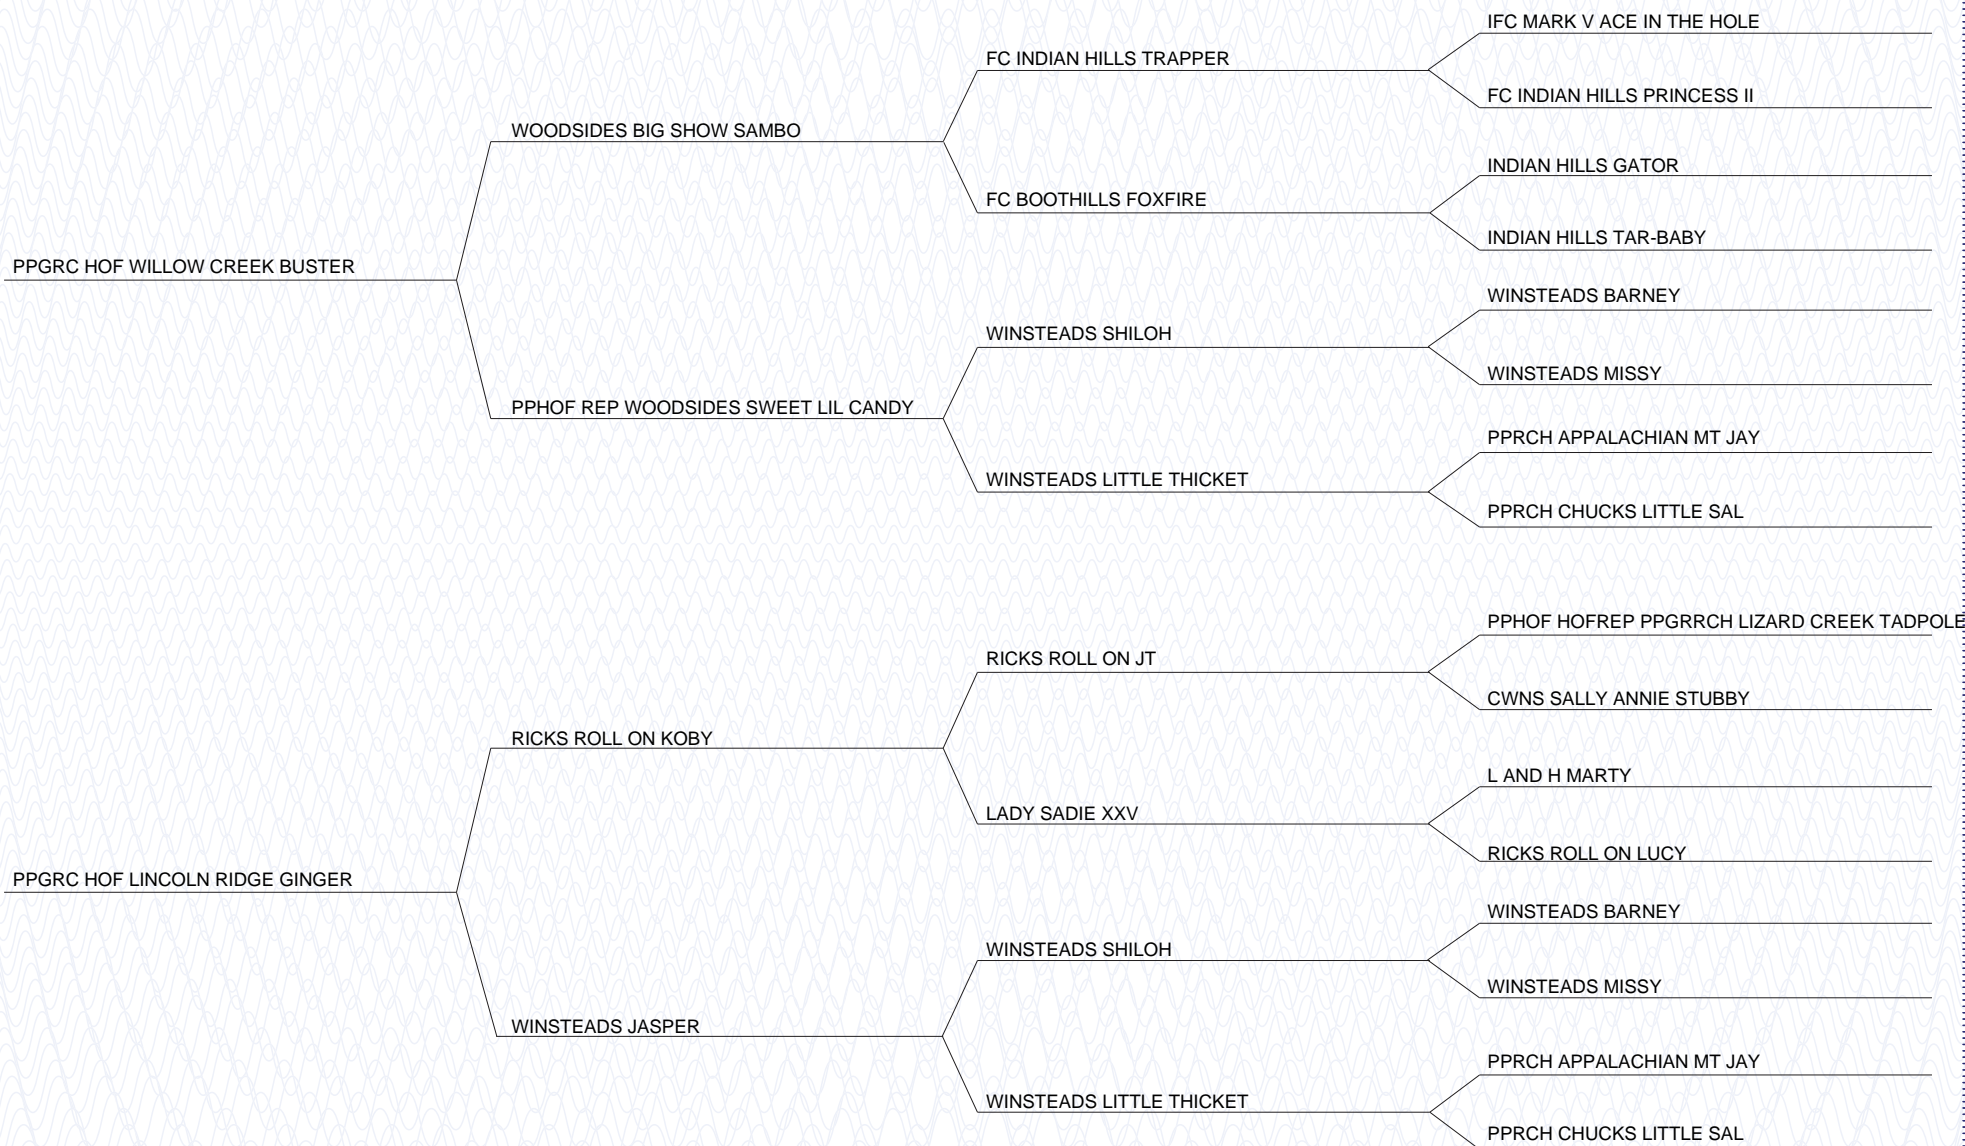 IFC MARK V ACE IN THE HOLE
FC INDIAN HILLS TRAPPER
FC INDIAN HILLS PRINCESS II
WOODSIDES BIG SHOW SAMBO
INDIAN HILLS GATOR
FC BOOTHILLS FOXFIRE
INDIAN HILLS TAR-BABY
PPGRC HOF WILLOW CREEK BUSTER
WINSTEADS BARNEY
WINSTEADS SHILOH
WINSTEADS MISSY
PPHOF REP WOODSIDES SWEET LIL CANDY
PPRCH APPALACHIAN MT JAY
WINSTEADS LITTLE THICKET
PPRCH CHUCKS LITTLE SAL
PPHOF HOFREP PPGRRCH LIZARD CREEK TADPOLE
RICKS ROLL ON JT
CWNS SALLY ANNIE STUBBY
RICKS ROLL ON KOBY
L AND H MARTY
LADY SADIE XXV
RICKS ROLL ON LUCY
PPGRC HOF LINCOLN RIDGE GINGER
WINSTEADS BARNEY
WINSTEADS SHILOH
WINSTEADS MISSY
WINSTEADS JASPER
PPRCH APPALACHIAN MT JAY
WINSTEADS LITTLE THICKET
PPRCH CHUCKS LITTLE SAL